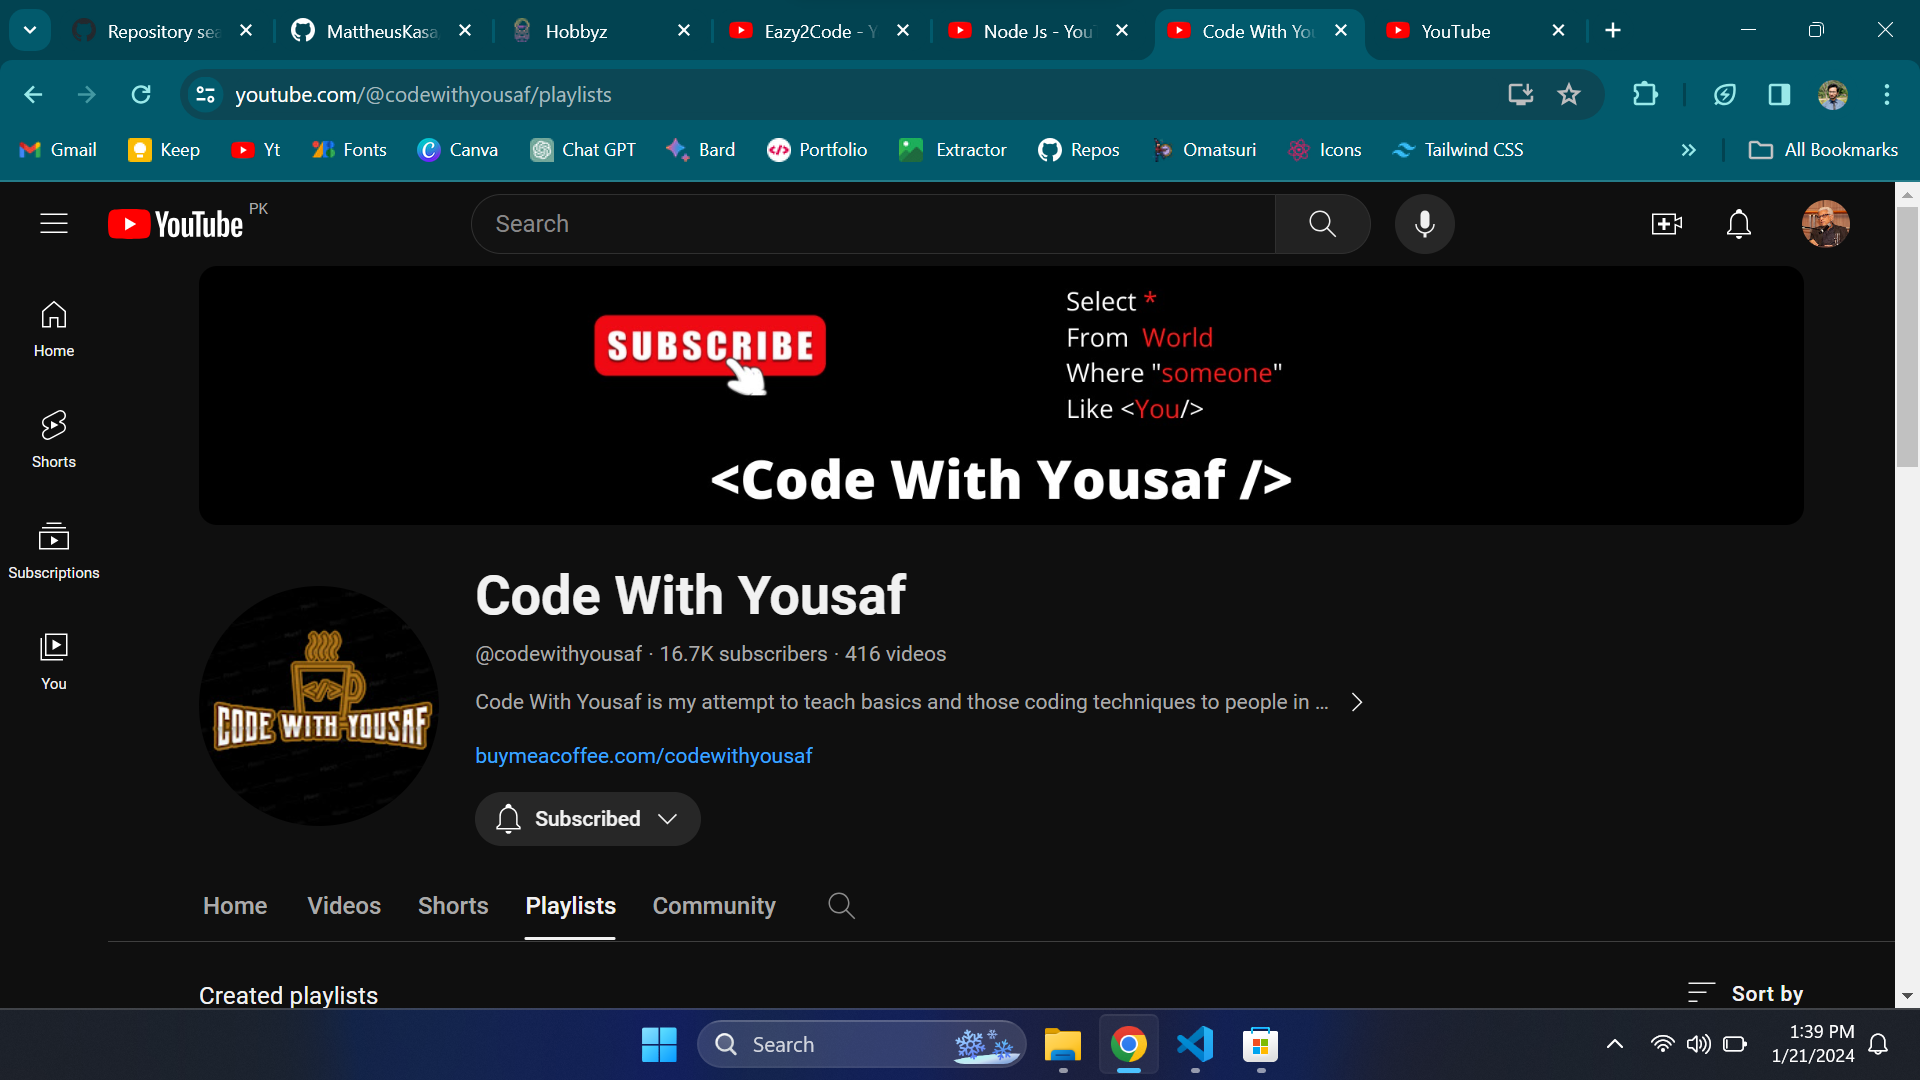 Repository sea
MattheusKasa
Hobbyz
Eazy2Code - Y
Node Js - You
Code With You
YouTube
youtube.com/@codewithyousaf/playlists
Gmail
Keep
Yt
Fonts
Canva
Chat GPT
Bard
Portfolio
Extractor
Repos
Omatsuri
Icons
Tailwind CSS
All Bookmarks
YouTube PK
Search
Home
Shorts
Subscriptions
You
SUBSCRIBE
Select *
From World
Where "someone"
Like <You/>
<Code With Yousaf />
CODE WITH YOUSAF
Code With Yousaf
@codewithyousaf · 16.7K subscribers · 416 videos
Code With Yousaf is my attempt to teach basics and those coding techniques to people in ...
buymeacoffee.com/codewithyousaf
Subscribed
Home
Videos
Shorts
Playlists
Community
Created playlists
Sort by
Search
1:39 PM
1/21/2024